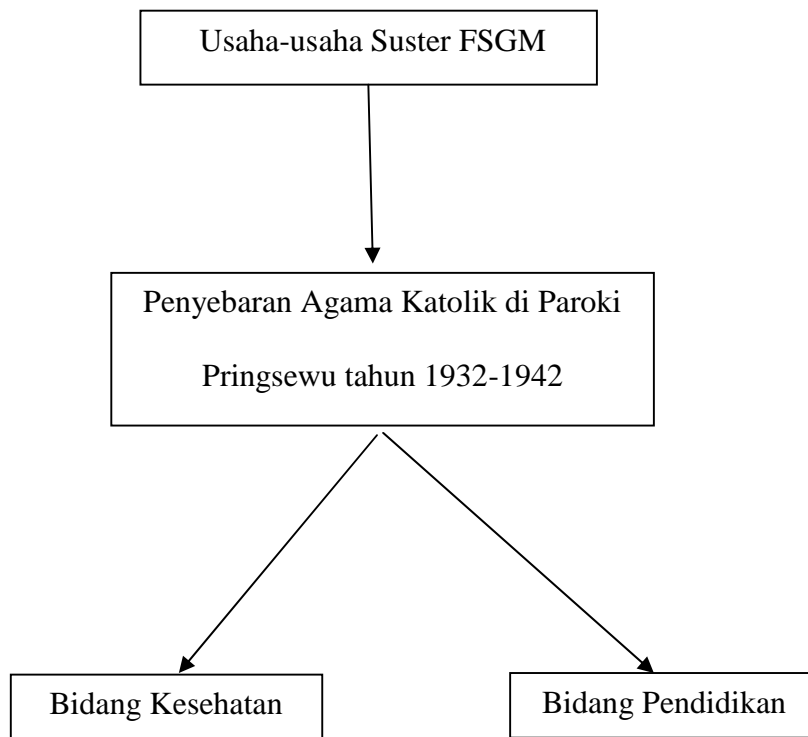 Usaha-usaha Suster FSGM
Penyebaran Agama Katolik di Paroki
Pringsewu tahun 1932-1942
Bidang Kesehatan
Bidang Pendidikan